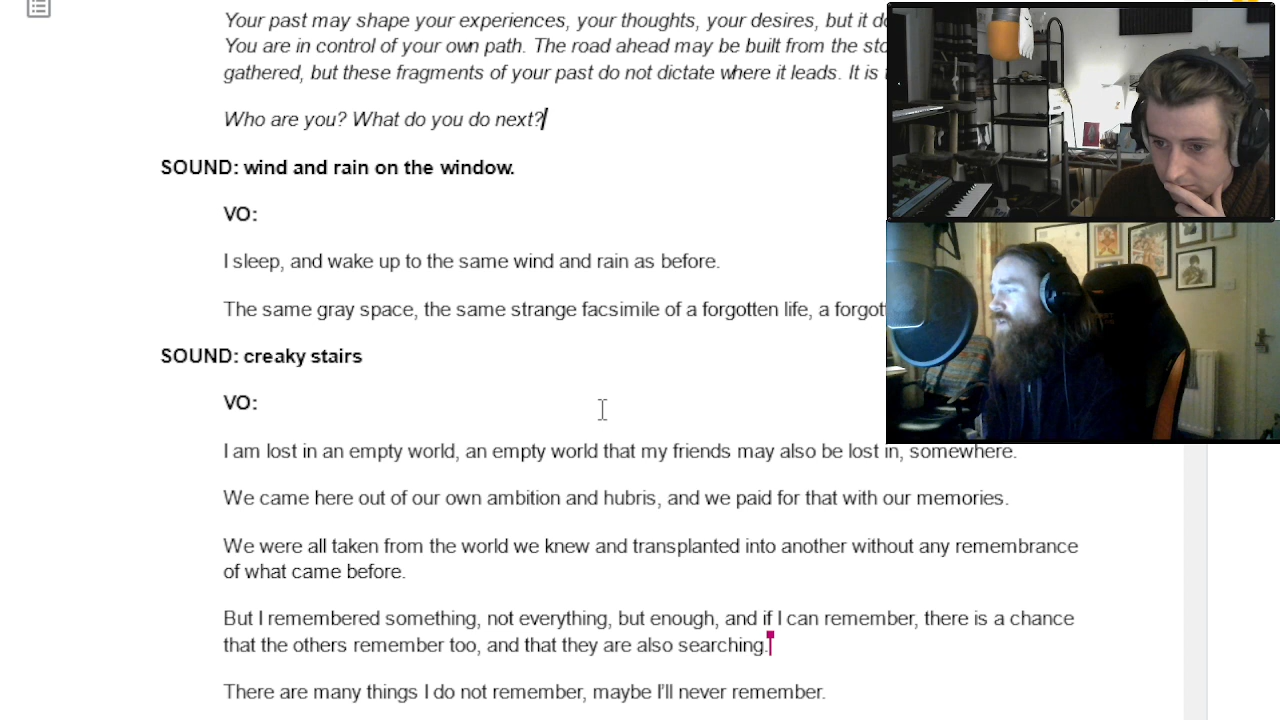 Your past may shape your experiences, your thoughts, your desires, but it
You are in control of your own path. The road ahead may be built from the
gathered, but these fragments of your past do not dictate where it leads. It is
Who are you? What do you do next?
SOUND: wind and rain on the window.
VO:
I sleep, and wake up to the same wind and rain as before.
The same gray space, the same strange facsimile of a forgotten life, a
SOUND: creaky stairs
VO:
I am lost in an empty world, an empty world that my friends may also be lost in, somewhere.
We came here out of our own ambition and hubris, and we paid for that with our memories.
We were all taken from the world we knew and transplanted into another without any remembrance
of what came before.
But I remembered something, not everything, but enough, and if I can remember, there is a chance
that the others remember too, and that they are also searching.
There are many things I do not remember, maybe I'll never remember.